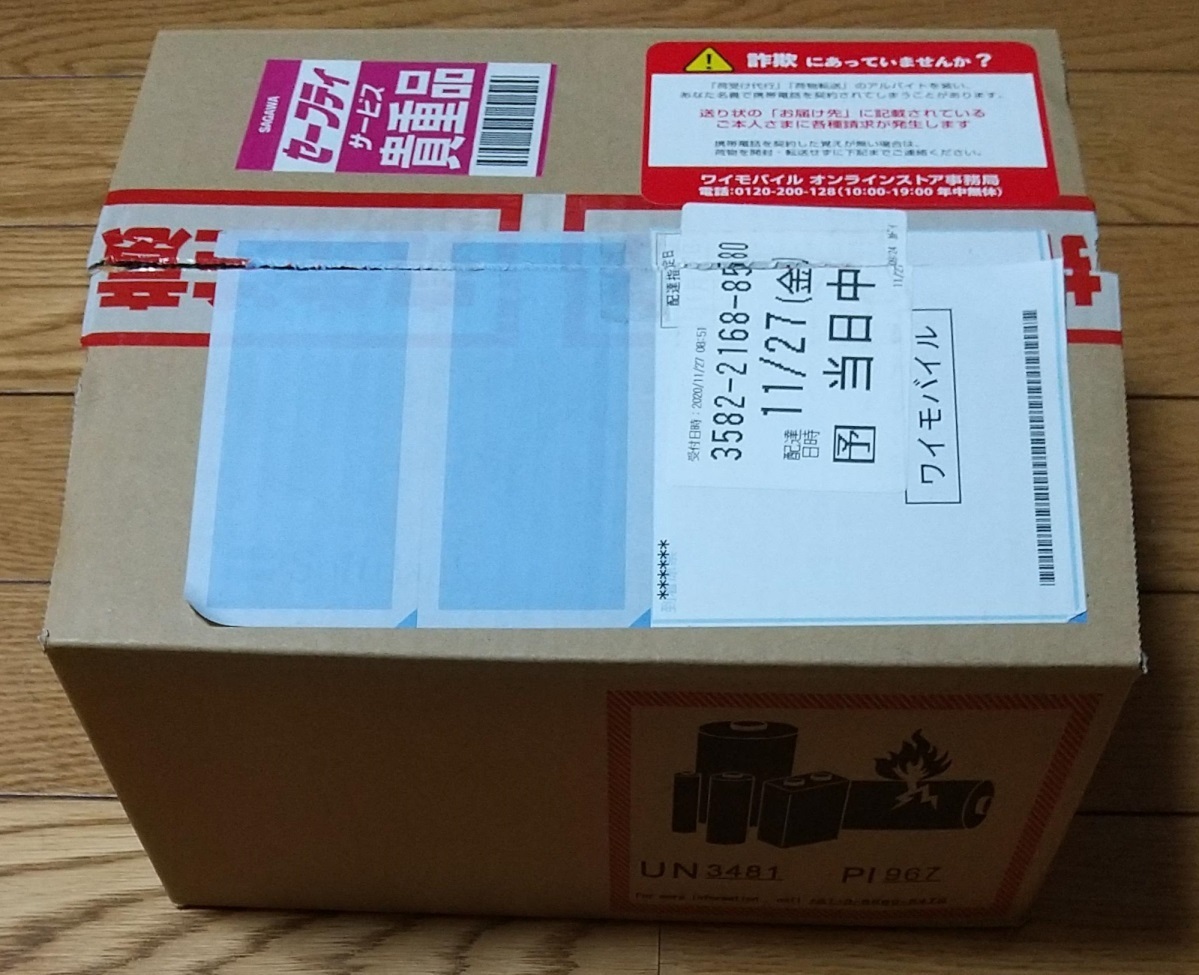 SAGAWA
セーフティ
サービス
貴重品
詐欺 にあっていませんか?
「荷受け代行」「荷物転送」のアルバイトを装い、
あなた名義で携帯電話を契約されてしまうことがあります。
送り状の「お届け先」に記載されている
ご本人さまに各種請求が発生します
携帯電話を契約した覚えが無い場合は、
荷物を開封・転送せずに下記までご連絡ください。
ワイモバイル オンラインストア事務局
電話:0120-200-128(10:00-19:00 年中無休)
配達指定日
受付日時:2020/11/27 08:51
3582-2168-8580
配達
日時
11/27(金)
予 当日中
ワイモバイル
******
UN3481 PI967
For more information call